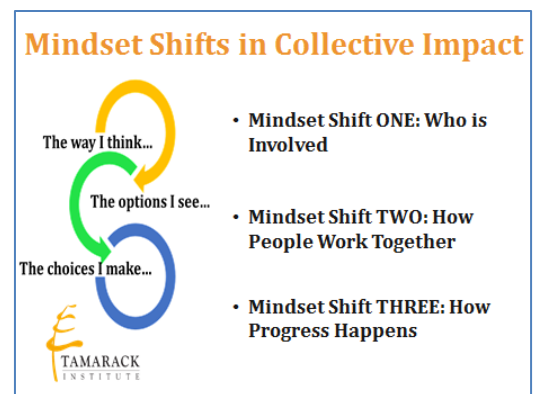 Mindset Shifts in Collective Impact
The way I think...
The options I see...
The choices I make...
• Mindset Shift ONE: Who is
Involved
• Mindset Shift TWO: How
People Work Together
• Mindset Shift THREE: How
Progress Happens
TAMARACK
INSTITUTE